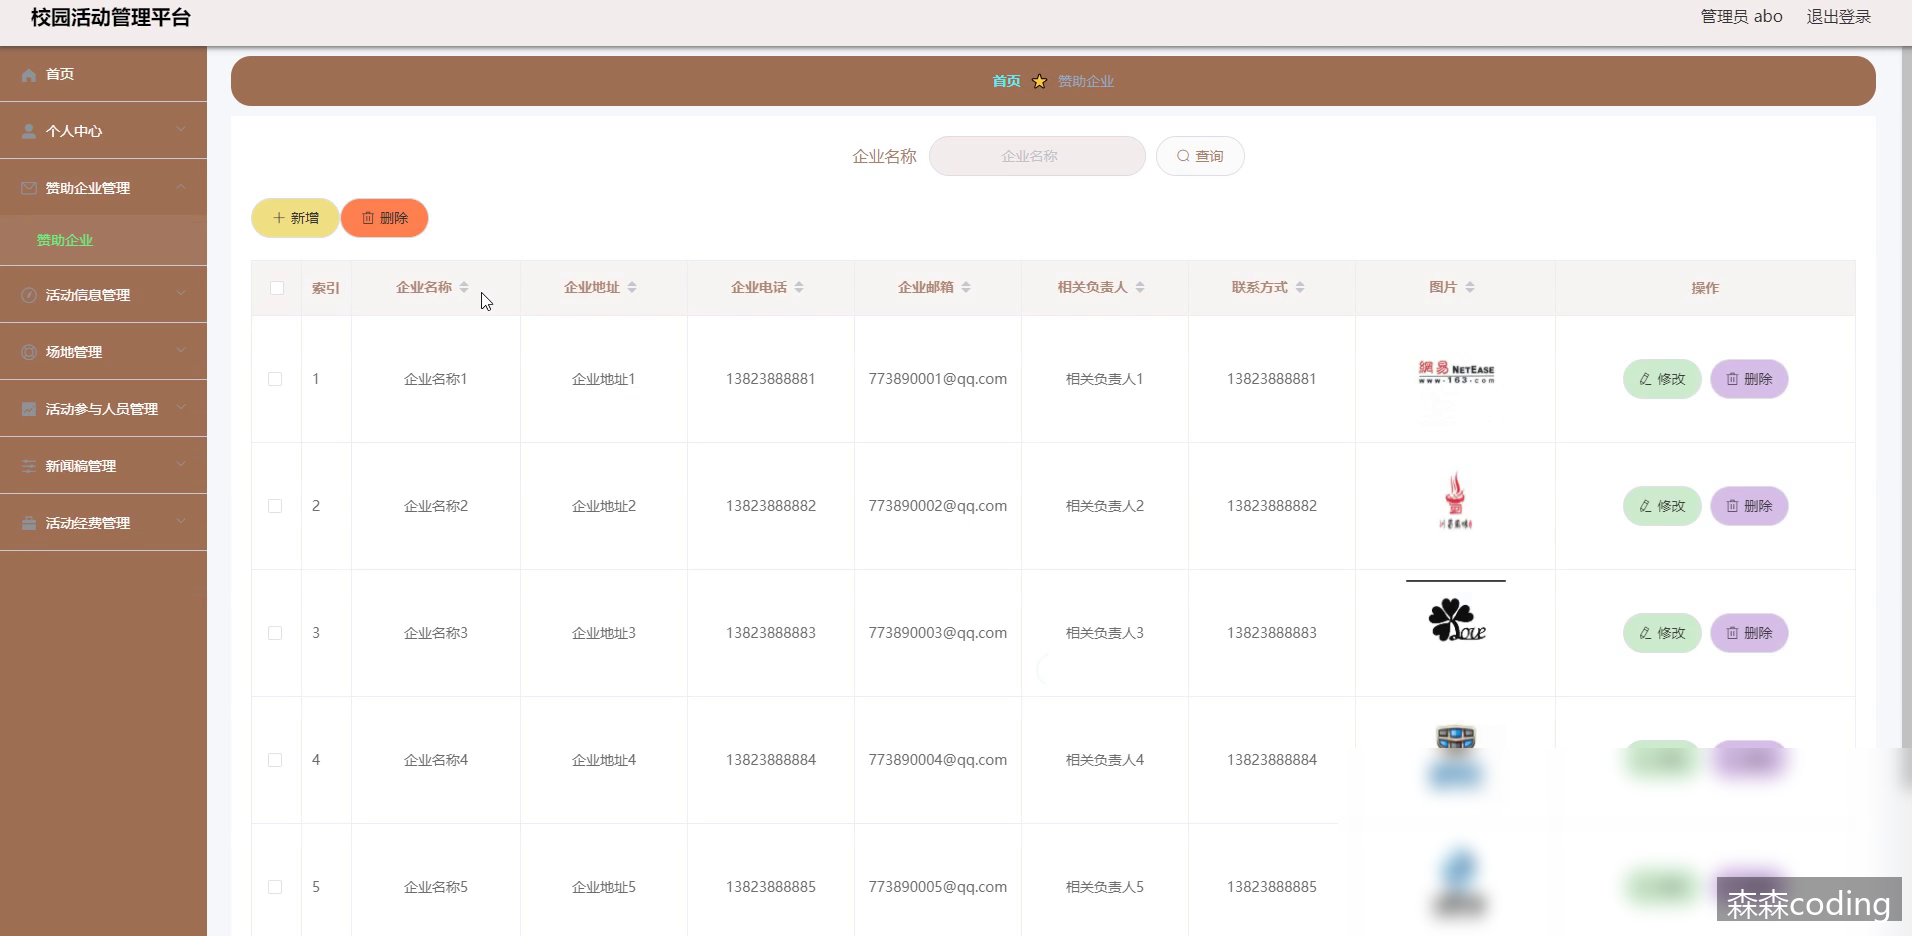 校园活动管理平台
管理员 abo 退出登录
首页
个人中心
赞助企业管理
赞助企业
活动信息管理
场地管理
活动参与人员管理
新闻稿管理
活动经费管理
首页 赞助企业
企业名称 企业名称 查询
新增 删除
索引 企业名称 企业地址 企业电话 企业邮箱 相关负责人 联系方式 图片 操作
1 企业名称1 企业地址1 13823888881 773890001@qq.com 相关负责人1 13823888881 網易 NETEASE 修改 删除
www.163.com
2 企业名称2 企业地址2 13823888882 773890002@qq.com 相关负责人2 13823888882 修改 删除
3 企业名称3 企业地址3 13823888883 773890003@qq.com 相关负责人3 13823888883 Love 修改 删除
4 企业名称4 企业地址4 13823888884 773890004@qq.com 相关负责人4 13823888884
5 企业名称5 企业地址5 13823888885 773890005@qq.com 相关负责人5 13823888885
森森coding